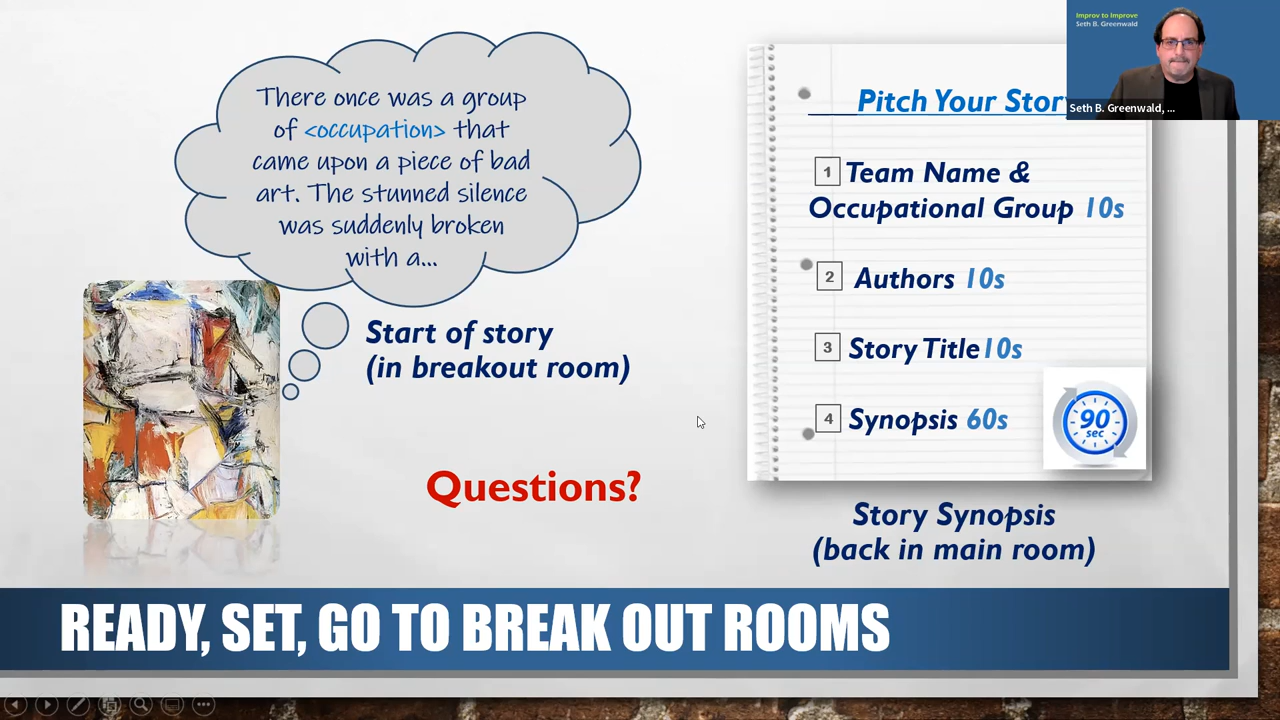 There once was a group
of <occupation> that
came upon a piece of bad
art. The stunned silence
was suddenly broken
with a...
Start of story
(in breakout room)
Questions?
Pitch Your Story
1 Team Name &
Occupational Group 10s
2 Authors 10s
3 Story Title 10s
4 Synopsis 60s
90
sec
Story Synopsis
(back in main room)
READY, SET, GO TO BREAK OUT ROOMS
Improv to Improve
Seth B. Greenwald
Seth B. Greenwald, ...